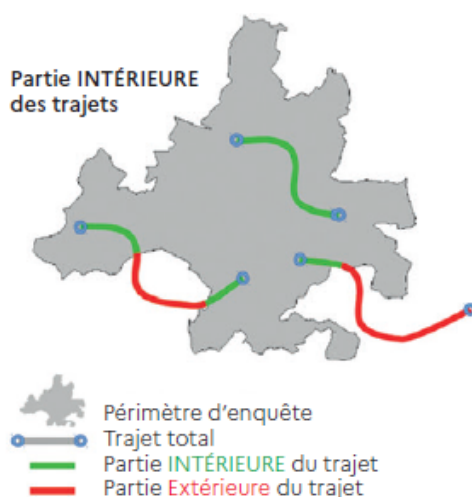 Partie INTÉRIEURE
des trajets
Périmètre d'enquête
Trajet total
Partie INTÉRIEURE du trajet
Partie Extérieure du trajet